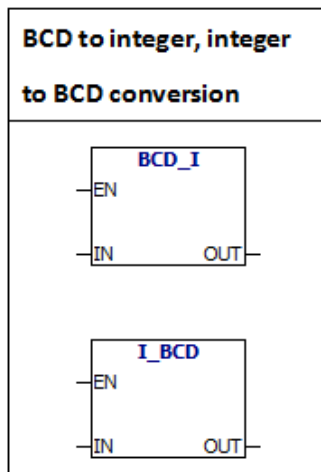 BCD to integer, integer
to BCD conversion
BCD_I
EN
IN OUT
I_BCD
EN
IN OUT